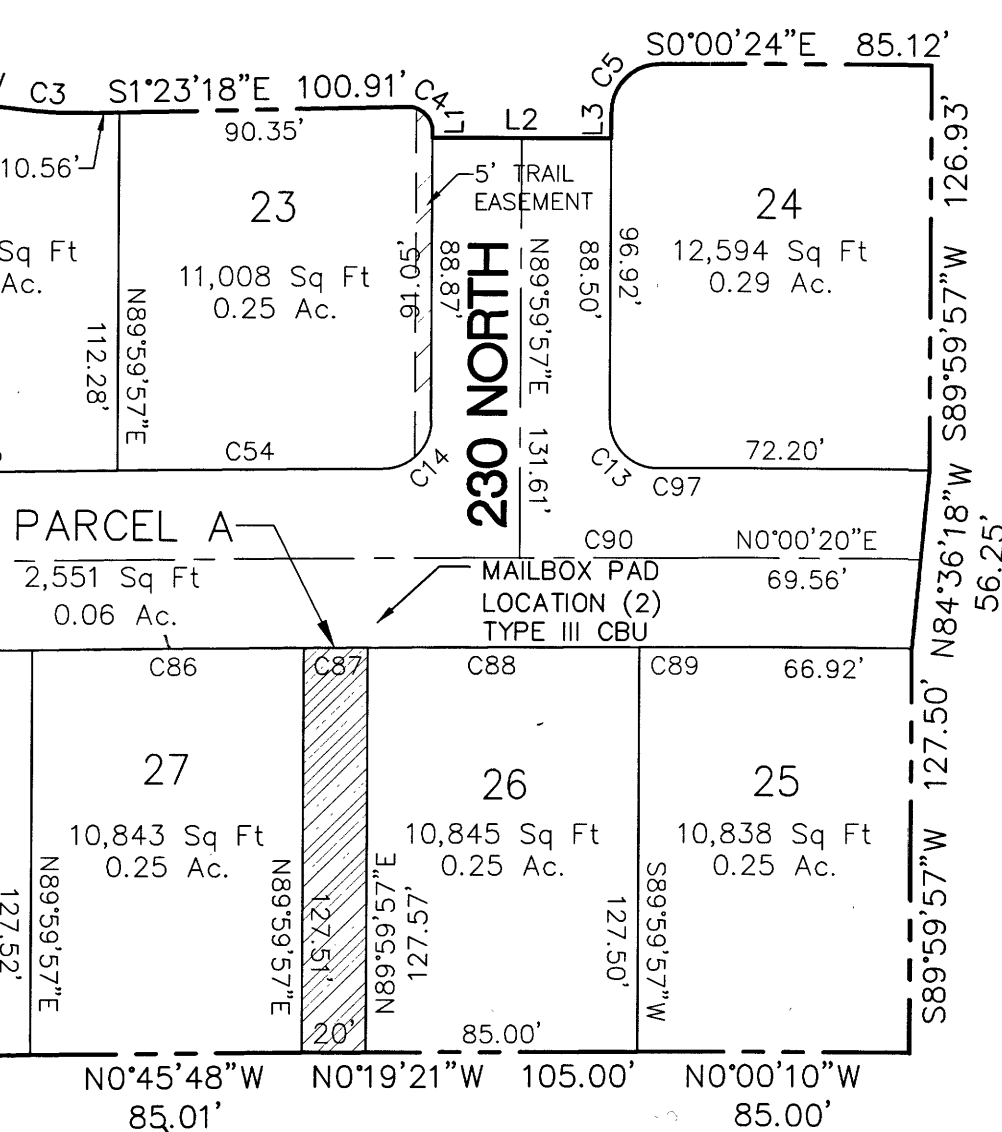 S0°00'24"E 85.12'
C3 S1°23'18"E 100.91' C4 L1 L2 L3 C5
90.35'
10.56'
126.93'
5' TRAIL
EASEMENT
23
11,008 Sq Ft
0.25 Ac.
24
12,594 Sq Ft
0.29 Ac.
Sq Ft
Ac.
N89°59'57"E
112.28'
91.05'
88.87'
230 NORTH
N89°59'57"E 131.61'
88.50'
96.92'
S89°59'57"W
C54
C14
C13
72.20'
C97
PARCEL A
C90 N0°00'20"E
69.56'
N84°36'18"W
56.25'
2,551 Sq Ft
0.06 Ac.
MAILBOX PAD
LOCATION (2)
TYPE III CBU
C86
C87
C88
C89
66.92'
127.50'
27
10,843 Sq Ft
0.25 Ac.
26
10,845 Sq Ft
0.25 Ac.
25
10,838 Sq Ft
0.25 Ac.
127.52'
N89°59'57"E
N89°59'57"E
127.51'
N89°59'57"E
127.57'
127.50'
S89°59'57"W
S89°59'57"W
20'
85.00'
N0°45'48"W
85.01'
N0°19'21"W 105.00'
N0°00'10"W
85.00'